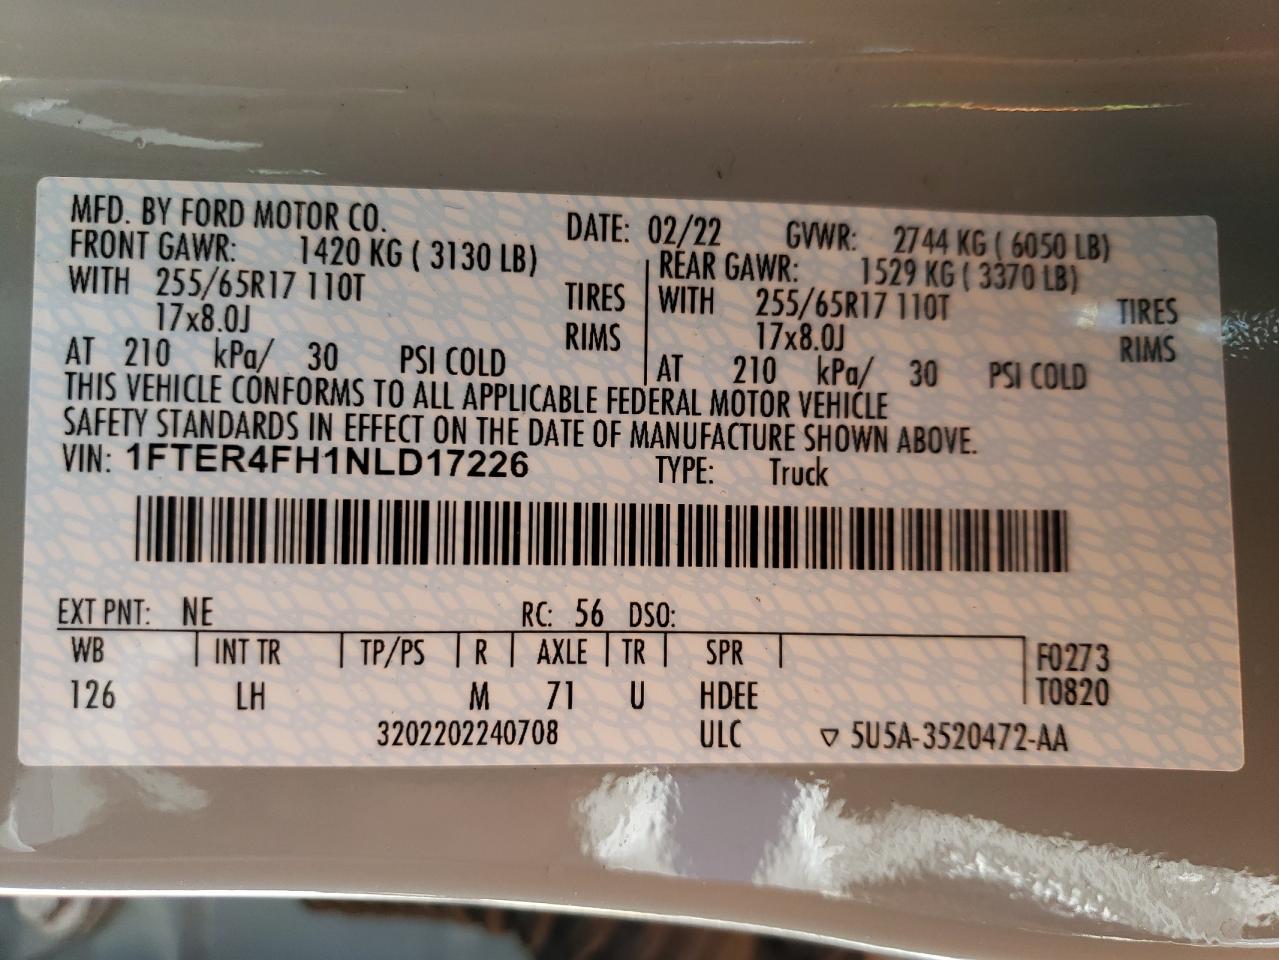 MFD. BY FORD MOTOR CO. DATE: 02/22 GVWR: 2744 KG ( 6050 LB)
FRONT GAWR: 1420 KG ( 3130 LB) REAR GAWR: 1529 KG ( 3370 LB)
WITH 255/65R17 110T TIRES WITH 255/65R17 110T TIRES
17x8.0J RIMS 17x8.0J RIMS
AT 210 kPa/ 30 PSI COLD AT 210 kPa/ 30 PSI COLD
THIS VEHICLE CONFORMS TO ALL APPLICABLE FEDERAL MOTOR VEHICLE
SAFETY STANDARDS IN EFFECT ON THE DATE OF MANUFACTURE SHOWN ABOVE.
VIN: 1FTER4FH1NLD17226 TYPE: Truck
EXT PNT: NE RC: 56 DSO:
WB INT TR TP/PS R AXLE TR SPR F0273
126 LH M 71 U HDEE T0820
3202202240708 ULC ▽ 5U5A-3520472-AA